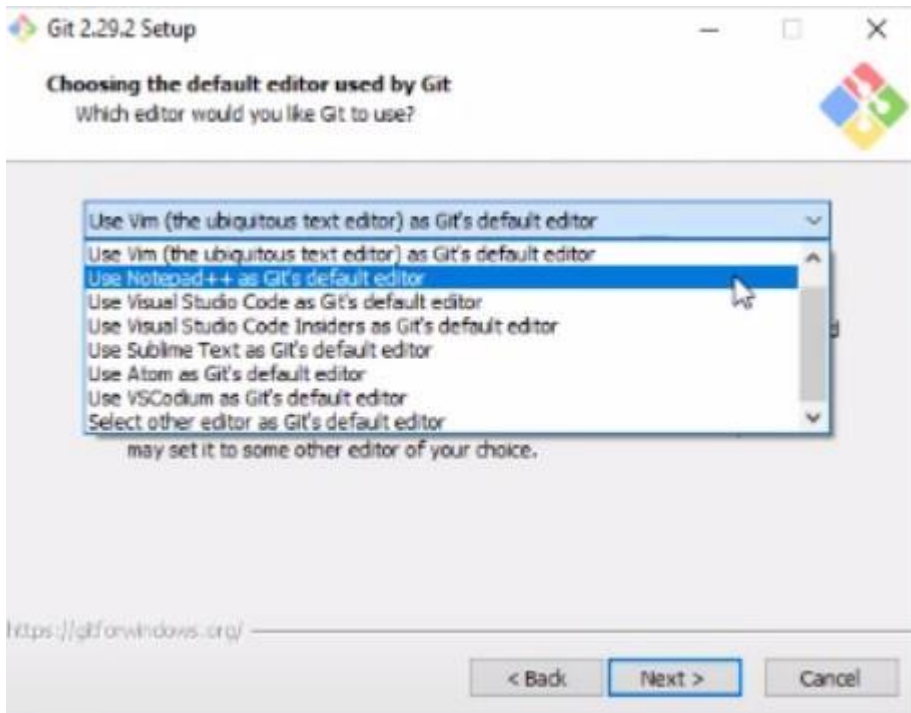 Git 2.29.2 Setup
Choosing the default editor used by Git
Which editor would you like Git to use?
Use Vim (the ubiquitous text editor) as Git's default editor
Use Vim (the ubiquitous text editor) as Git's default editor
Use Notepad++ as Git's default editor
Use Visual Studio Code as Git's default editor
Use Visual Studio Code Insiders as Git's default editor
Use Sublime Text as Git's default editor
Use Atom as Git's default editor
Use VSCodium as Git's default editor
Select other editor as Git's default editor
may set it to some other editor of your choice.
https://gitforwindows.org/
< Back Next > Cancel